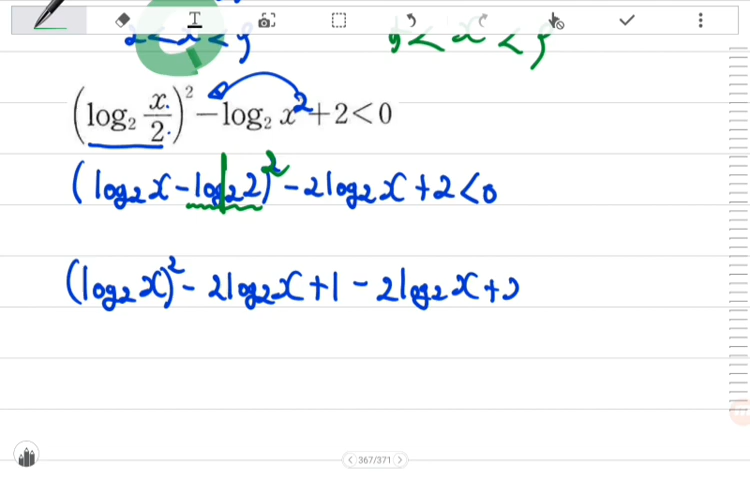 (log₂ x/2)² − log₂ x² + 2 < 0
(log₂x − log₂2)² − 2log₂x + 2 < 0
(log₂x)² − 2log₂x + 1 − 2log₂x + 2
367/371